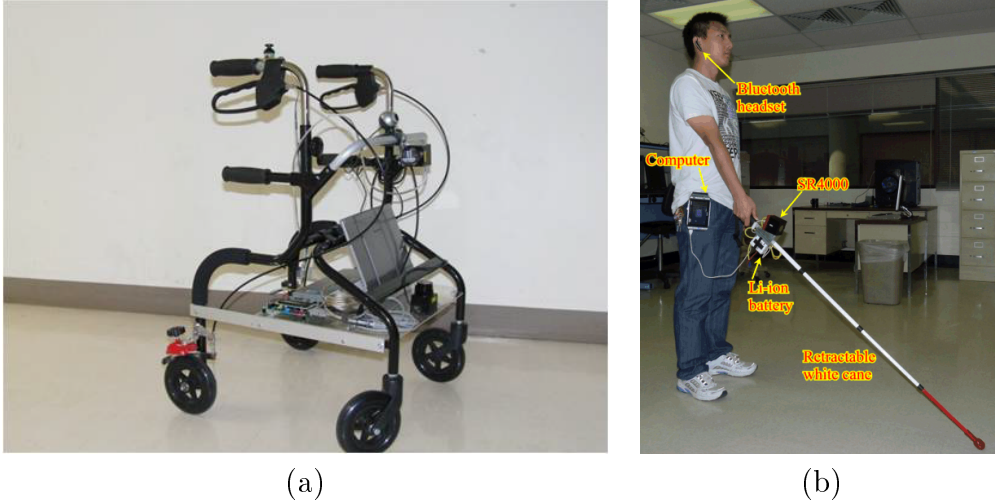 Bluetooth
headset
Computer
SR4000
Li-ion
battery
Retractable
white cane
(a)
(b)